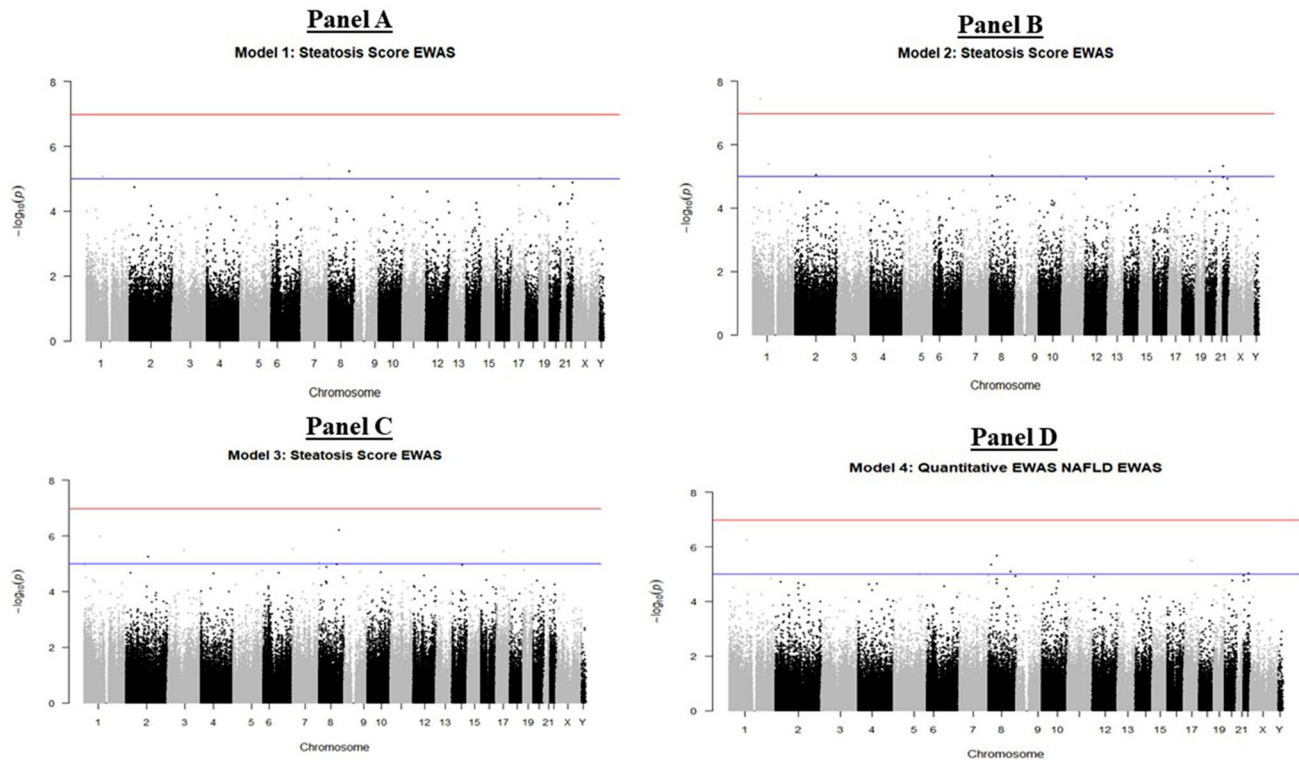 Panel A
Model 1: Steatosis Score EWAS
8
6
4
2
0
−log10(p)
1 2 3 4 5 6 7 8 9 10 12 13 15 17 19 21 X Y
Chromosome
Panel B
Model 2: Steatosis Score EWAS
8
6
4
2
0
−log10(p)
1 2 3 4 5 6 7 8 9 10 12 13 15 17 19 21 X Y
Chromosome
Panel C
Model 3: Steatosis Score EWAS
8
6
4
2
0
−log10(p)
1 2 3 4 5 6 7 8 9 10 12 13 15 17 19 21 X Y
Chromosome
Panel D
Model 4: Quantitative EWAS NAFLD EWAS
8
6
4
2
0
−log10(p)
1 2 3 4 5 6 7 8 9 10 12 13 15 17 19 21 X Y
Chromosome